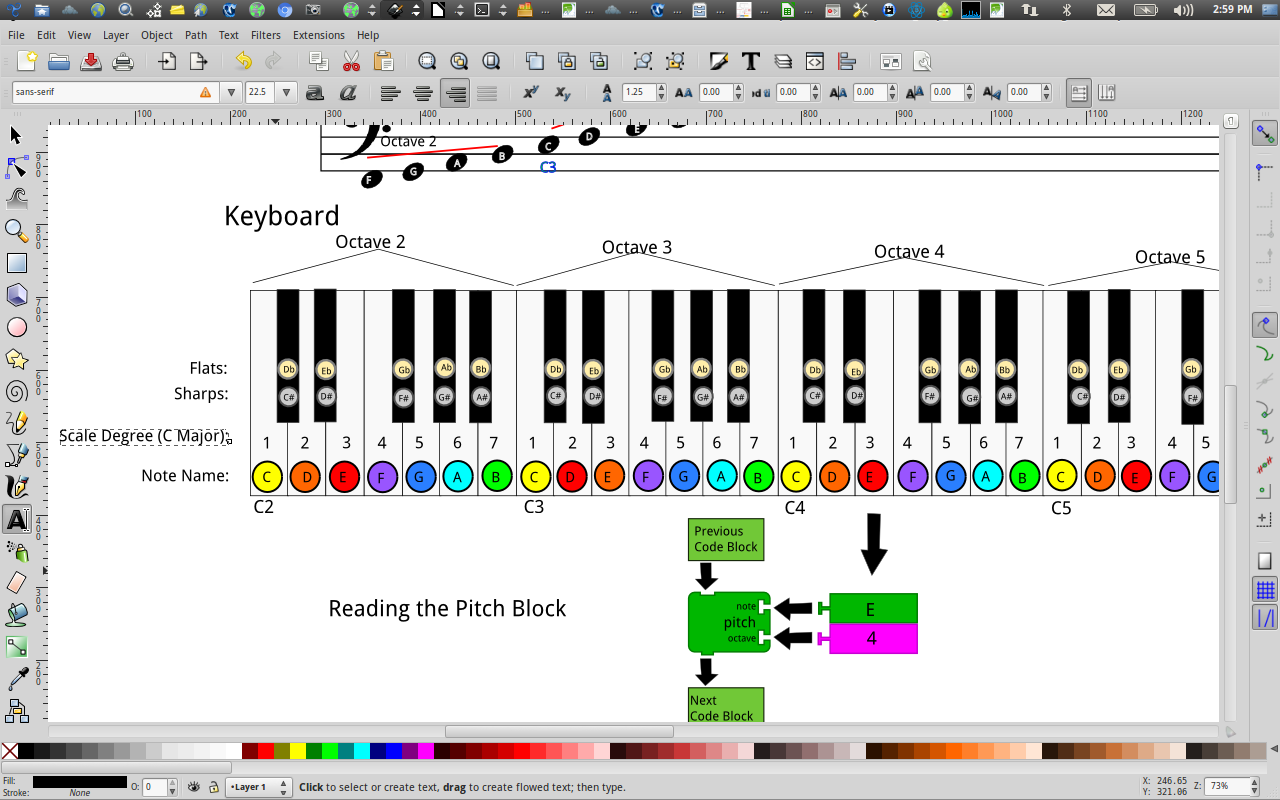 2:59 PM
File Edit View Layer Object Path Text Filters Extensions Help
sans-serif 22.5 1.25 0.00 0.00 0.00 0.00 0.00
100 200 300 400 500 600 700 800 900 1000 1100 1200
Octave 2
F G A B C D E
C3
Keyboard
Octave 2 Octave 3 Octave 4 Octave 5
Flats: Db Eb Gb Ab Bb Db Eb Gb Ab Bb Db Eb Gb Ab Bb Db Eb Gb
Sharps: C# D# F# G# A# C# D# F# G# A# C# D# F# G# A# C# D# F#
Scale Degree (C Major): 1 2 3 4 5 6 7 1 2 3 4 5 6 7 1 2 3 4 5 6 7 1 2 3 4 5
Note Name: C D E F G A B C D E F G A B C D E F G A B C D E F G
C2 C3 C4 C5
Previous
Code Block
Reading the Pitch Block
note
pitch
octave
E
4
Next
Code Block
Fill:
Stroke: None
O: 0
•Layer 1
Click to select or create text, drag to create flowed text; then type.
X: 246.65
Y: 321.06
Z: 73%